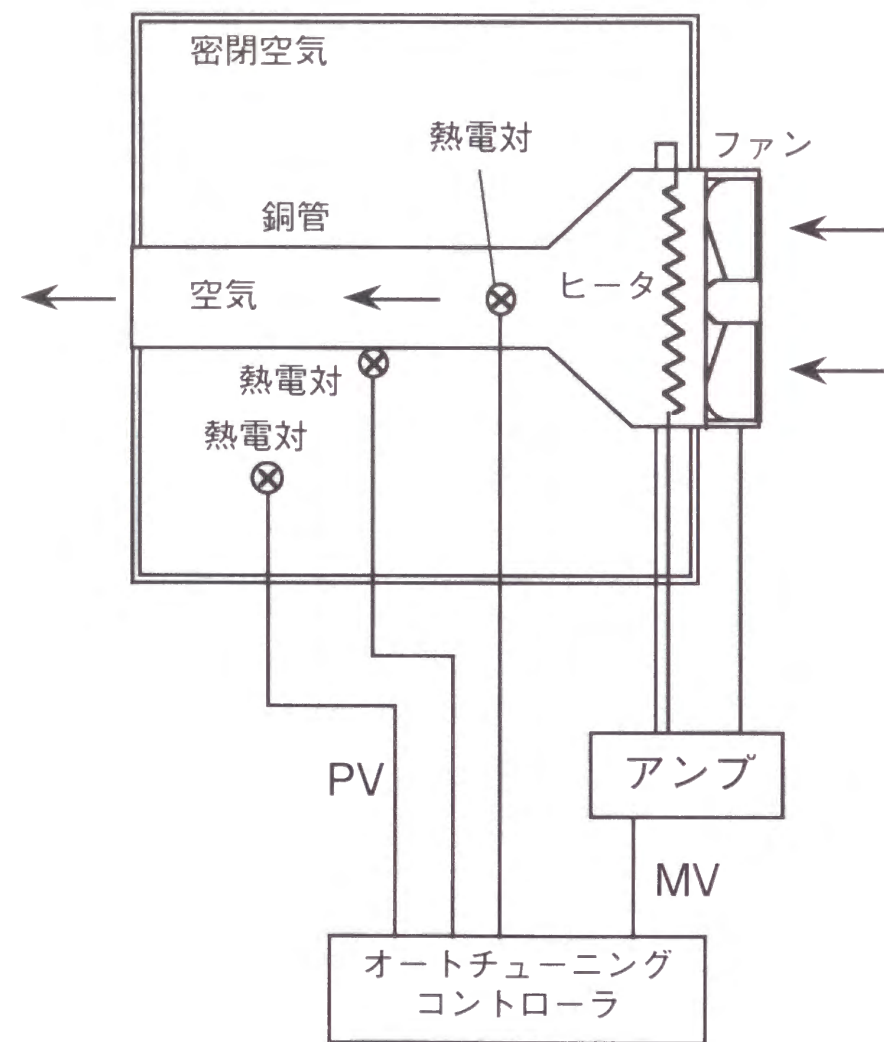 密閉空気
熱電対
ファン
銅管
空気
ヒータ
熱電対
熱電対
アンプ
PV
MV
オートチューニング
コントローラ